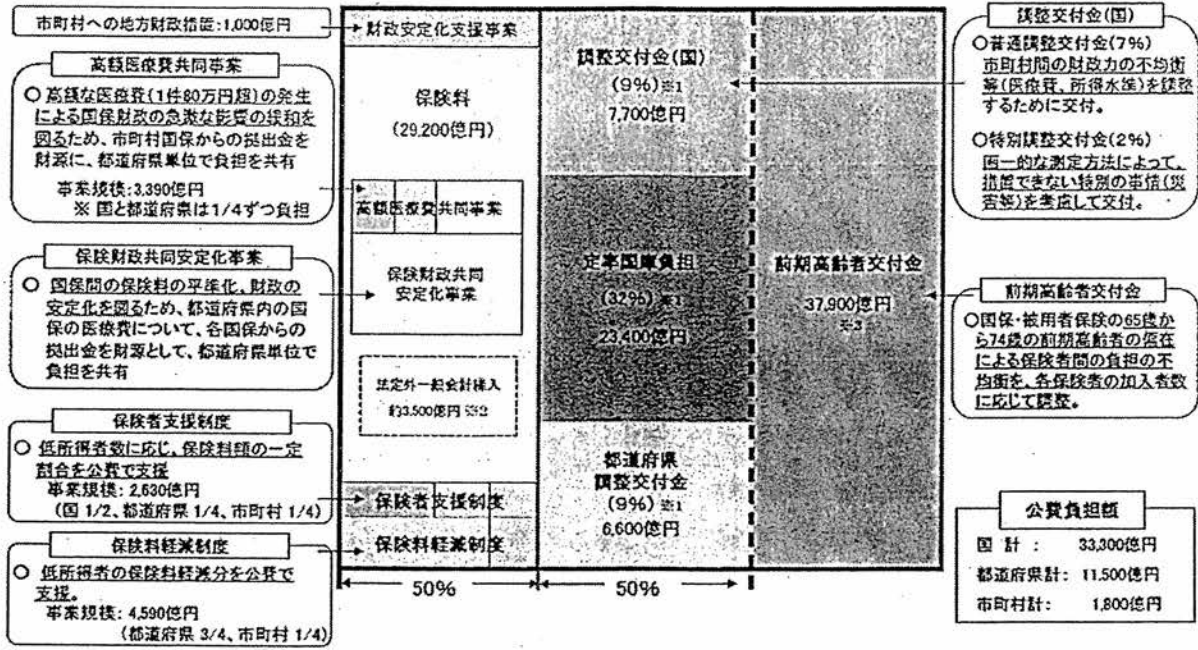 市町村への地方財政措置:1,000億円
高額医療費共同事業
○ 高額な医療費(1件80万円超)の発生
による国保財政の急激な影響の緩和を
図るため、市町村国保からの拠出金を
財源に、都道府県単位で負担を共有
事業規模:3,390億円
※ 国と都道府県は1/4ずつ負担
保険財政共同安定化事業
○ 国保間の保険料の平準化、財政の
安定化を図るため、都道府県内の国
保の医療費について、各国保からの
拠出金を財源として、都道府県単位で
負担を共有
保険者支援制度
○ 低所得者数に応じ、保険料額の一定
割合を公費で支援
事業規模:2,630億円
(国 1/2、都道府県 1/4、市町村 1/4)
保険料軽減制度
○ 低所得者の保険料軽減分を公費で
支援。
事業規模:4,590億円
(都道府県 3/4、市町村 1/4)
財政安定化支援事業
保険料
(29,200億円)
高額医療費共同事業
保険財政共同
安定化事業
法定外一般会計繰入
約3,500億円 ※2
保険者支援制度
保険料軽減制度
50%
調整交付金(国)
(9%)※1
7,700億円
定率国庫負担
(32%)※1
23,400億円
都道府県
調整交付金
(9%)※1
6,600億円
50%
前期高齢者交付金
37,900億円
※3
調整交付金(国)
○普通調整交付金(7%)
市町村間の財政力の不均衡
等(医療費、所得水準)を調整
するために交付。
○特別調整交付金(2%)
画一的な測定方法によって、
措置できない特別の事情(災
害等)を考慮して交付。
前期高齢者交付金
○国保・被用者保険の65歳か
ら74歳の前期高齢者の偏在
による保険者間の負担の不
均衡を、各保険者の加入者数
に応じて調整。
公費負担額
国 計 : 33,300億円
都道府県計: 11,500億円
市町村計: 1,800億円